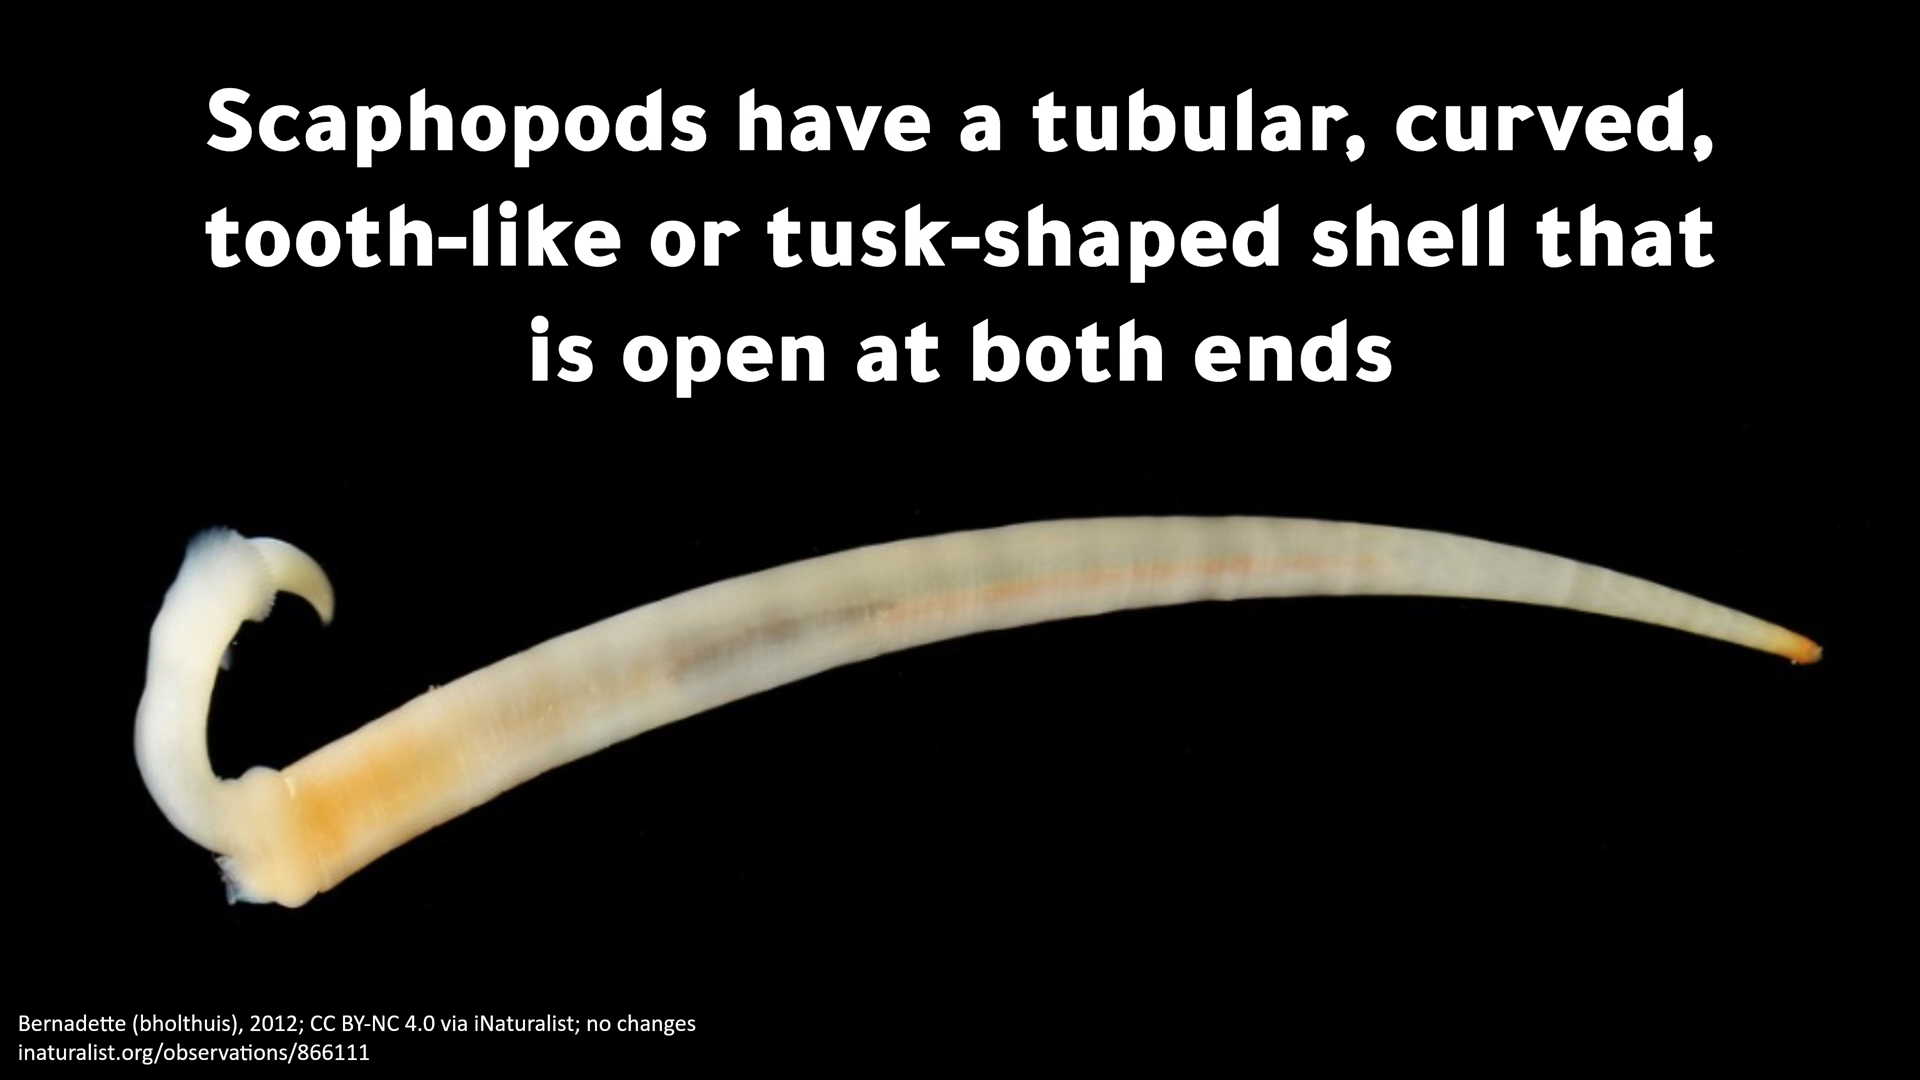 Scaphopods have a tubular, curved,
tooth-like or tusk-shaped shell that
is open at both ends
Bernadette (bholthuis), 2012; CC BY-NC 4.0 via iNaturalist; no changes
inaturalist.org/observations/866111